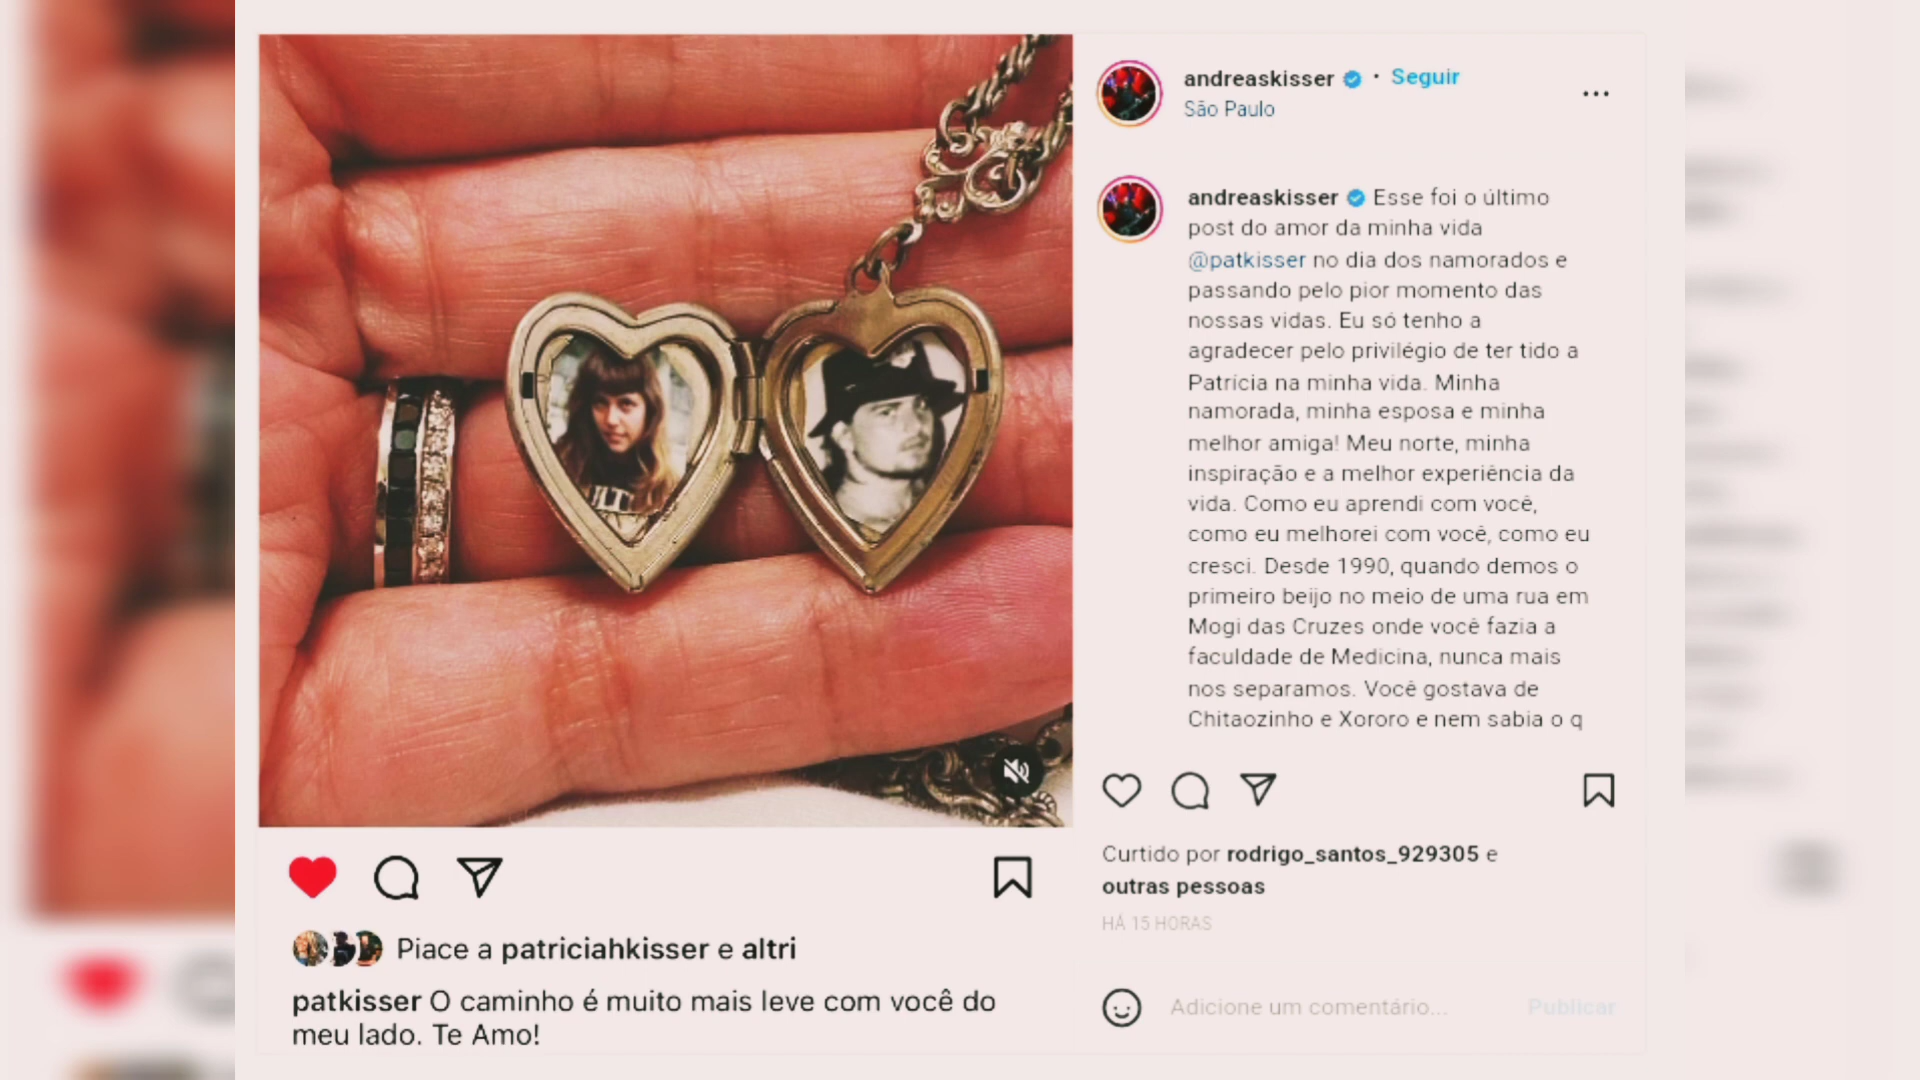 andreaskisser • Seguir
São Paulo
andreaskisser Esse foi o último
post do amor da minha vida
@patkisser no dia dos namorados e
passando pelo pior momento das
nossas vidas. Eu só tenho a
agradecer pelo privilégio de ter tido a
Patrícia na minha vida. Minha
namorada, minha esposa e minha
melhor amiga! Meu norte, minha
inspiração e a melhor experiência da
vida. Como eu aprendi com você,
como eu melhorei com você, como eu
cresci. Desde 1990, quando demos o
primeiro beijo no meio de uma rua em
Mogi das Cruzes onde você fazia a
faculdade de Medicina, nunca mais
nos separamos. Você gostava de
Chitaozinho e Xororo e nem sabia o q
Curtido por rodrigo_santos_929305 e
outras pessoas
HÁ 15 HORAS
Adicione um comentário... Publicar
ULT
Piace a patriciahkisser e altri
patkisser O caminho é muito mais leve com você do
meu lado. Te Amo!